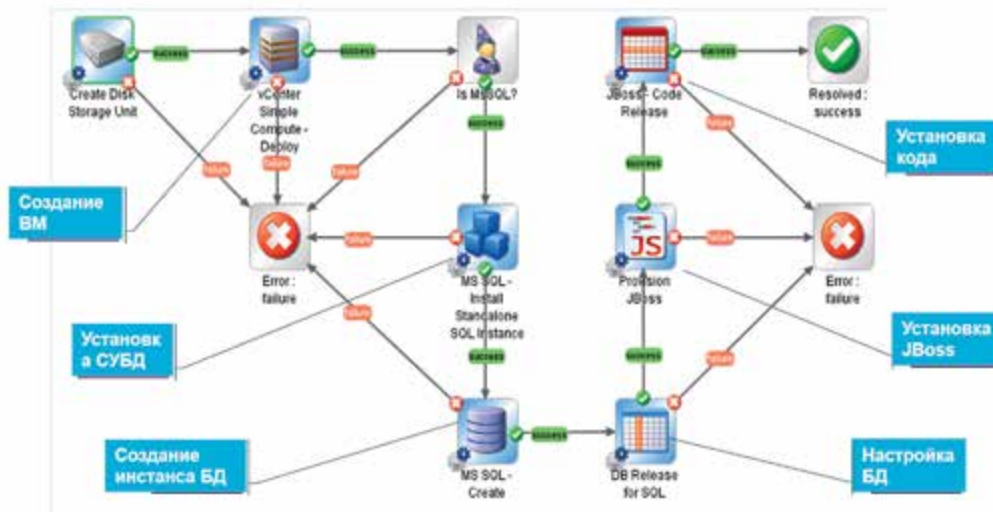 success
success
success
Create Disk
Storage Unit
vCenter
Simple
Compute -
Deploy
Is MsSQL?
JBoss - Code
Release
Resolved :
success
failure
failure
failure
success
failure
Установка
кода
success
Создание
ВМ
failure
JS
failure
Error :
failure
MS SQL -
Install
Standalone
SQL Instance
Provision
JBoss
Error :
failure
failure
Установк
а СУБД
success
success
failure
Установка
JBoss
Создание
инстанса БД
success
Настройка
БД
MS SQL -
Create
DB Release
for SQL